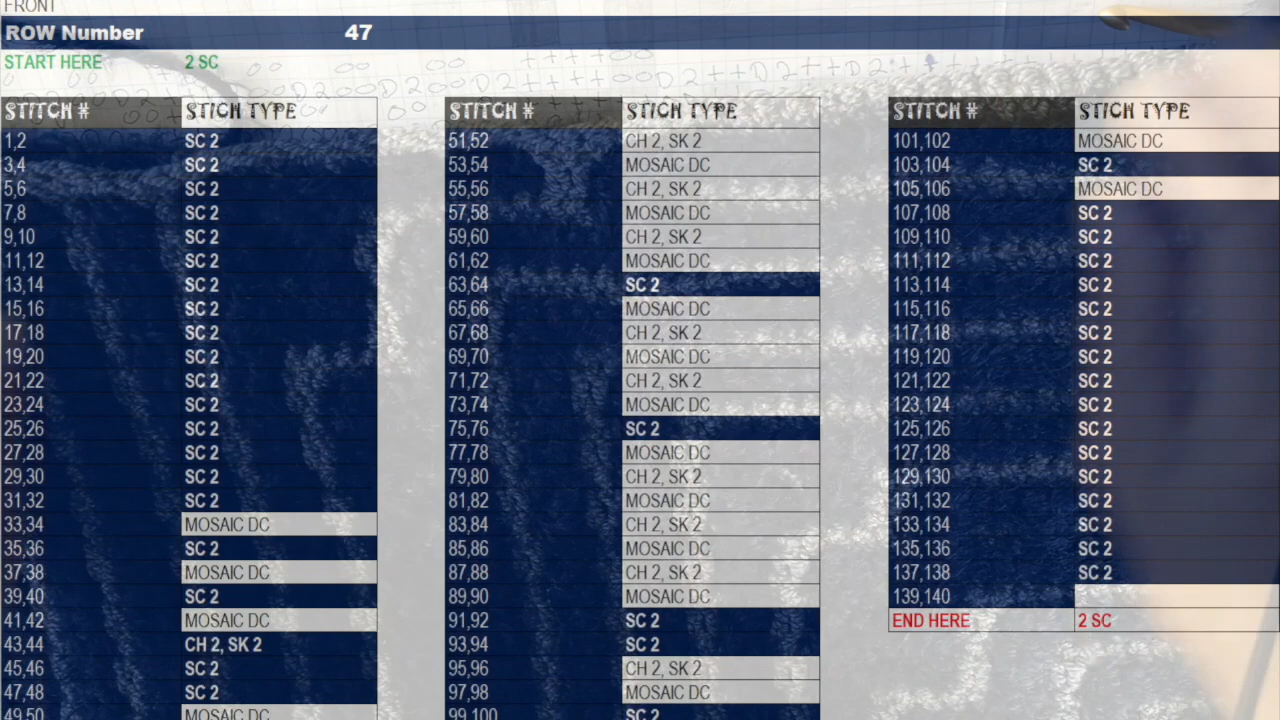 FRONT
ROW Number 47
START HERE 2 SC
STITCH # STICH TYPE
1,2 SC 2
3,4 SC 2
5,6 SC 2
7,8 SC 2
9,10 SC 2
11,12 SC 2
13,14 SC 2
15,16 SC 2
17,18 SC 2
19,20 SC 2
21,22 SC 2
23,24 SC 2
25,26 SC 2
27,28 SC 2
29,30 SC 2
31,32 SC 2
33,34 MOSAIC DC
35,36 SC 2
37,38 MOSAIC DC
39,40 SC 2
41,42 MOSAIC DC
43,44 CH 2, SK 2
45,46 SC 2
47,48 SC 2
49,50 MOSAIC DC
STITCH # STICH TYPE
51,52 CH 2, SK 2
53,54 MOSAIC DC
55,56 CH 2, SK 2
57,58 MOSAIC DC
59,60 CH 2, SK 2
61,62 MOSAIC DC
63,64 SC 2
65,66 MOSAIC DC
67,68 CH 2, SK 2
69,70 MOSAIC DC
71,72 CH 2, SK 2
73,74 MOSAIC DC
75,76 SC 2
77,78 MOSAIC DC
79,80 CH 2, SK 2
81,82 MOSAIC DC
83,84 CH 2, SK 2
85,86 MOSAIC DC
87,88 CH 2, SK 2
89,90 MOSAIC DC
91,92 SC 2
93,94 SC 2
95,96 CH 2, SK 2
97,98 MOSAIC DC
99,100 SC 2
STITCH # STICH TYPE
101,102 MOSAIC DC
103,104 SC 2
105,106 MOSAIC DC
107,108 SC 2
109,110 SC 2
111,112 SC 2
113,114 SC 2
115,116 SC 2
117,118 SC 2
119,120 SC 2
121,122 SC 2
123,124 SC 2
125,126 SC 2
127,128 SC 2
129,130 SC 2
131,132 SC 2
133,134 SC 2
135,136 SC 2
137,138 SC 2
139,140
END HERE 2 SC